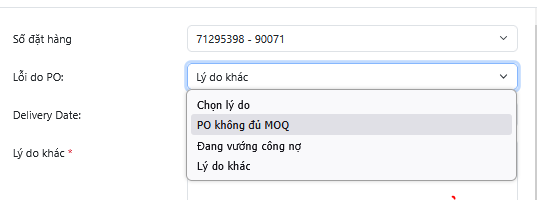 Số đặt hàng
71295398 - 90071
Lỗi do PO:
Lý do khác
Chọn lý do
PO không đủ MOQ
Delivery Date:
Đang vướng công nợ
Lý do khác *
Lý do khác